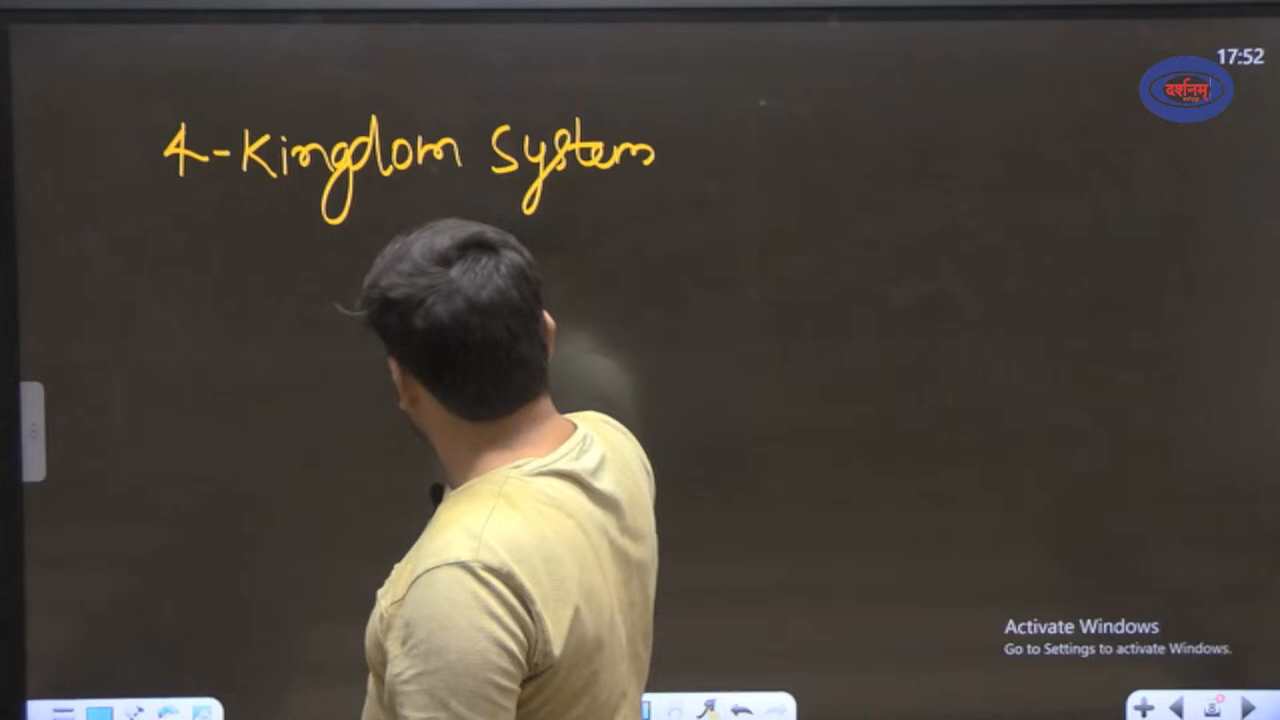 17:52
दर्शनम्
4-Kingdom System
Activate Windows
Go to Settings to activate Windows.